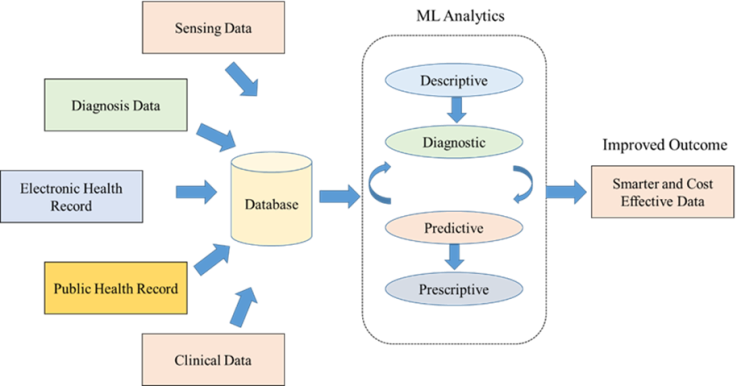 Sensing Data
Diagnosis Data
Electronic Health
Record
Public Health Record
Clinical Data
Database
ML Analytics
Descriptive
Diagnostic
Predictive
Prescriptive
Improved Outcome
Smarter and Cost
Effective Data